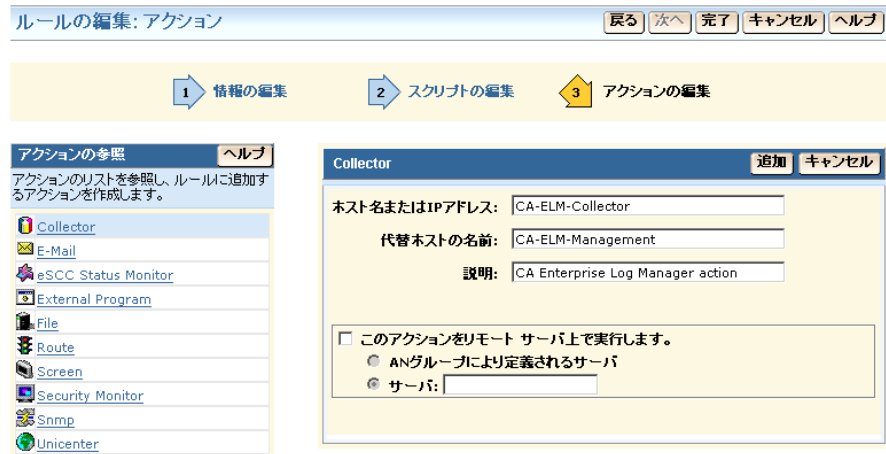 ルールの編集: アクション
戻る 次へ 完了 キャンセル ヘルプ
1 情報の編集 2 スクリプトの編集 3 アクションの編集
アクションの参照 ヘルプ
アクションのリストを参照し、ルールに追加す
るアクションを作成します。
Collector
E-Mail
eSCC Status Monitor
External Program
File
Route
Screen
Security Monitor
Snmp
Unicenter
Collector 追加 キャンセル
ホスト名またはIPアドレス: CA-ELM-Collector
代替ホストの名前: CA-ELM-Management
説明: CA Enterprise Log Manager action
このアクションをリモート サーバ上で実行します。
ANグループにより定義されるサーバ
サーバ: